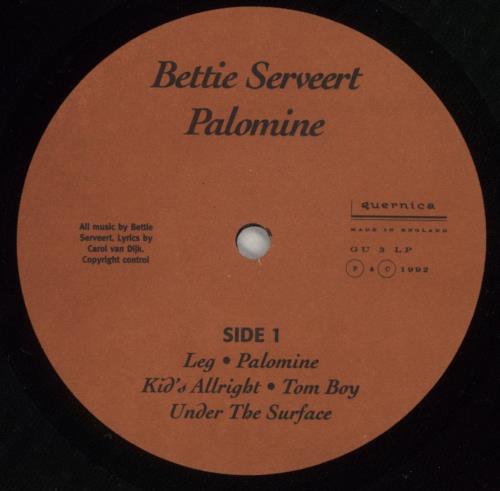 Bettie Serveert
Palomine
All music by Bettie
Serveert. Lyrics by
Carol van Dijk.
Copyright control
guernica
MADE IN ENGLAND
GU 3 LP
P & C 1992
SIDE 1
Leg • Palomine
Kid's Allright • Tom Boy
Under The Surface